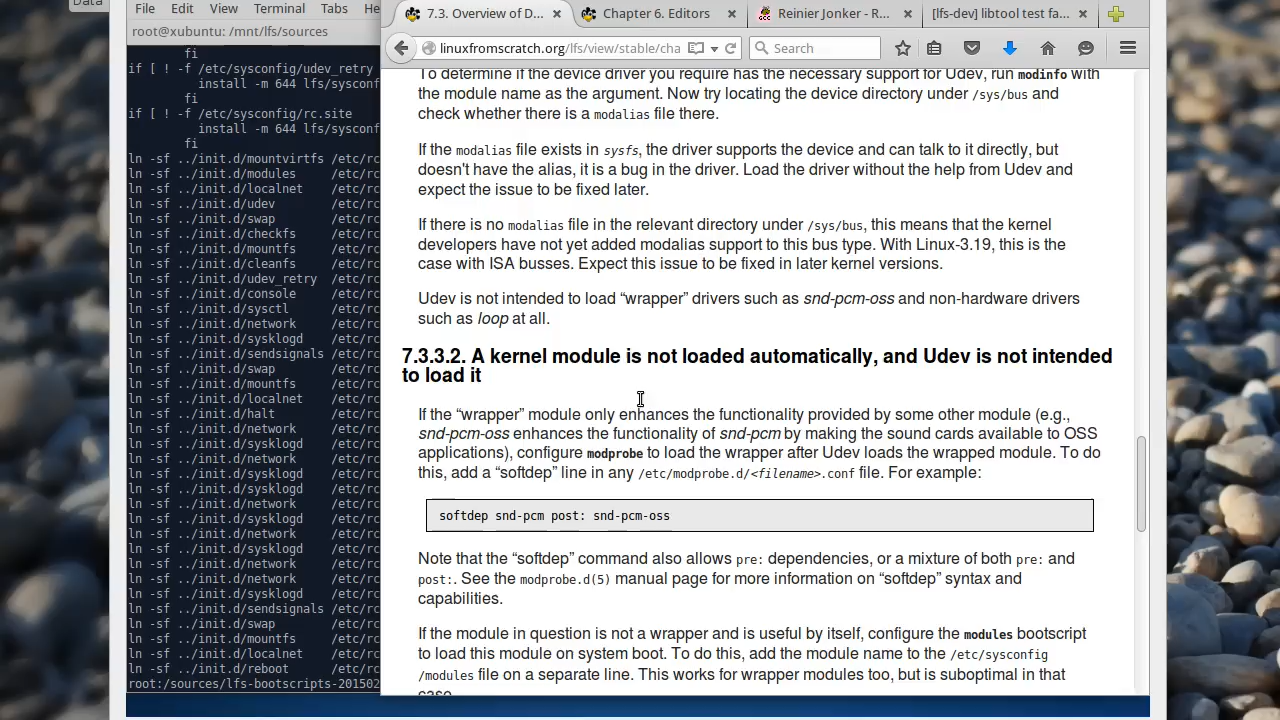 Data
File Edit View Terminal Tabs He
root@xubuntu: /mnt/lfs/sources
fi
if [ ! -f /etc/sysconfig/udev_retry
install -m 644 lfs/sysconf
fi
if [ ! -f /etc/sysconfig/rc.site
install -m 644 lfs/sysconf
fi
ln -sf ../init.d/mountvirtfs /etc/rc
ln -sf ../init.d/modules /etc/rc
ln -sf ../init.d/localnet /etc/rc
ln -sf ../init.d/udev /etc/rc
ln -sf ../init.d/swap /etc/rc
ln -sf ../init.d/checkfs /etc/rc
ln -sf ../init.d/mountfs /etc/rc
ln -sf ../init.d/cleanfs /etc/rc
ln -sf ../init.d/udev_retry /etc/rc
ln -sf ../init.d/console /etc/rc
ln -sf ../init.d/sysctl /etc/rc
ln -sf ../init.d/network /etc/rc
ln -sf ../init.d/sysklogd /etc/rc
ln -sf ../init.d/sendsignals /etc/rc
ln -sf ../init.d/swap /etc/rc
ln -sf ../init.d/mountfs /etc/rc
ln -sf ../init.d/localnet /etc/rc
ln -sf ../init.d/halt /etc/rc
ln -sf ../init.d/network /etc/rc
ln -sf ../init.d/sysklogd /etc/rc
ln -sf ../init.d/network /etc/rc
ln -sf ../init.d/sysklogd /etc/rc
ln -sf ../init.d/sysklogd /etc/rc
ln -sf ../init.d/network /etc/rc
ln -sf ../init.d/sysklogd /etc/rc
ln -sf ../init.d/network /etc/rc
ln -sf ../init.d/sysklogd /etc/rc
ln -sf ../init.d/network /etc/rc
ln -sf ../init.d/network /etc/rc
ln -sf ../init.d/sysklogd /etc/rc
ln -sf ../init.d/sendsignals /etc/rc
ln -sf ../init.d/swap /etc/rc
ln -sf ../init.d/mountfs /etc/rc
ln -sf ../init.d/localnet /etc/rc
ln -sf ../init.d/reboot /etc/rc
root:/sources/lfs-bootscripts-201502
7.3. Overview of D...
Chapter 6. Editors
GCC
Reinier Jonker - R...
[lfs-dev] libtool test fa...
linuxfromscratch.org/lfs/view/stable/cha
Search
To determine if the device driver you require has the necessary support for Udev, run modinfo with
the module name as the argument. Now try locating the device directory under /sys/bus and
check whether there is a modalias file there.
If the modalias file exists in sysfs, the driver supports the device and can talk to it directly, but
doesn't have the alias, it is a bug in the driver. Load the driver without the help from Udev and
expect the issue to be fixed later.
If there is no modalias file in the relevant directory under /sys/bus, this means that the kernel
developers have not yet added modalias support to this bus type. With Linux-3.19, this is the
case with ISA busses. Expect this issue to be fixed in later kernel versions.
Udev is not intended to load “wrapper” drivers such as snd-pcm-oss and non-hardware drivers
such as loop at all.
7.3.3.2. A kernel module is not loaded automatically, and Udev is not intended
to load it
If the “wrapper” module only enhances the functionality provided by some other module (e.g.,
snd-pcm-oss enhances the functionality of snd-pcm by making the sound cards available to OSS
applications), configure modprobe to load the wrapper after Udev loads the wrapped module. To do
this, add a “softdep” line in any /etc/modprobe.d/<filename>.conf file. For example:
softdep snd-pcm post: snd-pcm-oss
Note that the “softdep” command also allows pre: dependencies, or a mixture of both pre: and
post:. See the modprobe.d(5) manual page for more information on “softdep” syntax and
capabilities.
If the module in question is not a wrapper and is useful by itself, configure the modules bootscript
to load this module on system boot. To do this, add the module name to the /etc/sysconfig
/modules file on a separate line. This works for wrapper modules too, but is suboptimal in that
case.